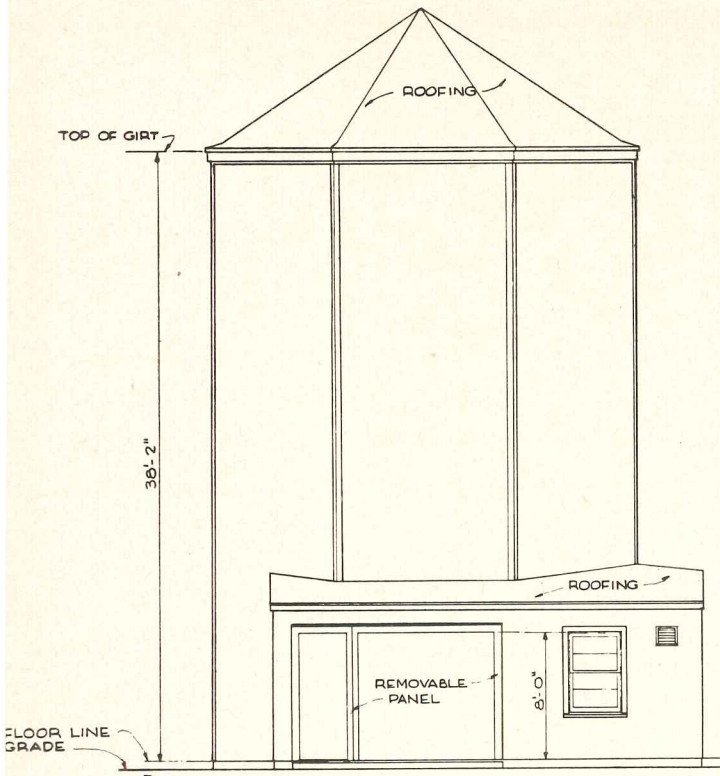 ROOFING
TOP OF GIRT
38'-2"
ROOFING
REMOVABLE
PANEL
8'-0"
FLOOR LINE
GRADE